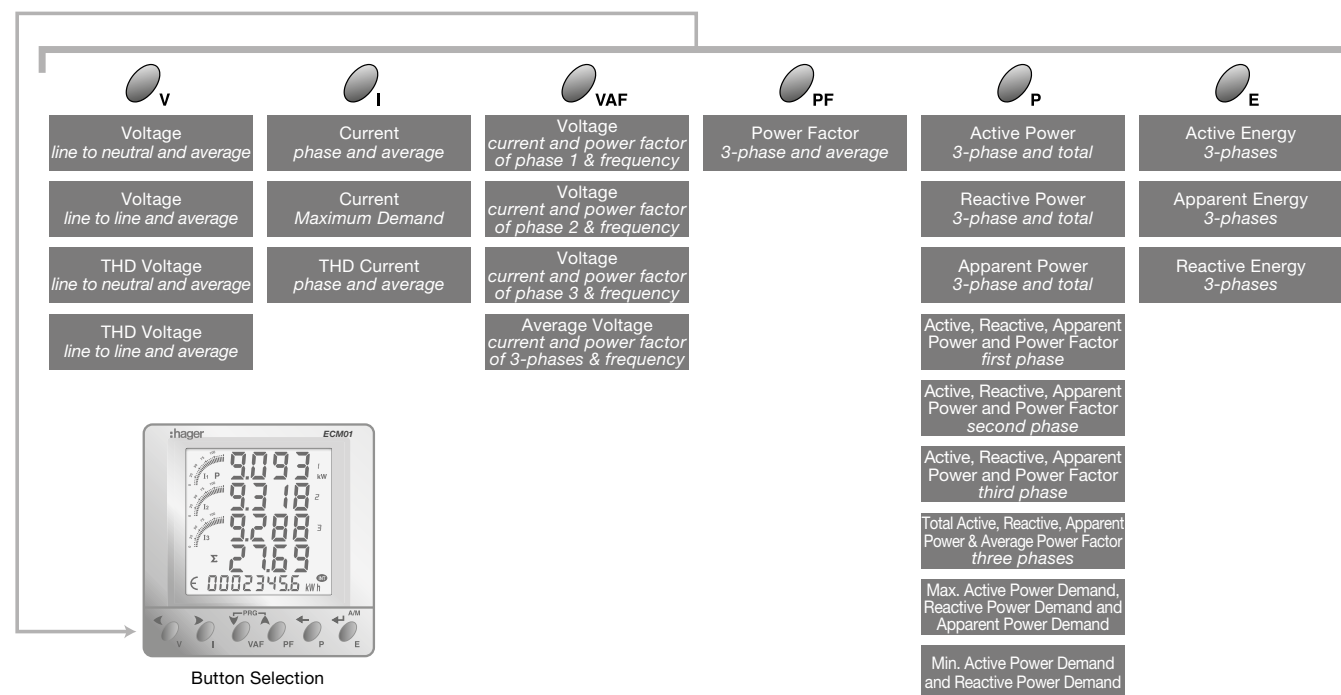 V
I
VAF
PF
P
E
Voltage
line to neutral and average
Voltage
line to line and average
THD Voltage
line to neutral and average
THD Voltage
line to line and average
Current
phase and average
Current
Maximum Demand
THD Current
phase and average
Voltage
current and power factor
of phase 1 & frequency
Voltage
current and power factor
of phase 2 & frequency
Voltage
current and power factor
of phase 3 & frequency
Average Voltage
current and power factor
of 3-phases & frequency
Power Factor
3-phase and average
Active Power
3-phase and total
Reactive Power
3-phase and total
Apparent Power
3-phase and total
Active, Reactive, Apparent
Power and Power Factor
first phase
Active, Reactive, Apparent
Power and Power Factor
second phase
Active, Reactive, Apparent
Power and Power Factor
third phase
Total Active, Reactive, Apparent
Power & Average Power Factor
three phases
Max. Active Power Demand,
Reactive Power Demand and
Apparent Power Demand
Min. Active Power Demand
and Reactive Power Demand
Active Energy
3-phases
Apparent Energy
3-phases
Reactive Energy
3-phases
:hager ECM01
I1 P 9.093 1 kW
I2 9.318 2
I3 9.288 3
Σ 27.69
0002345.6 kWh
PRG A/M
V I VAF PF P E
Button Selection